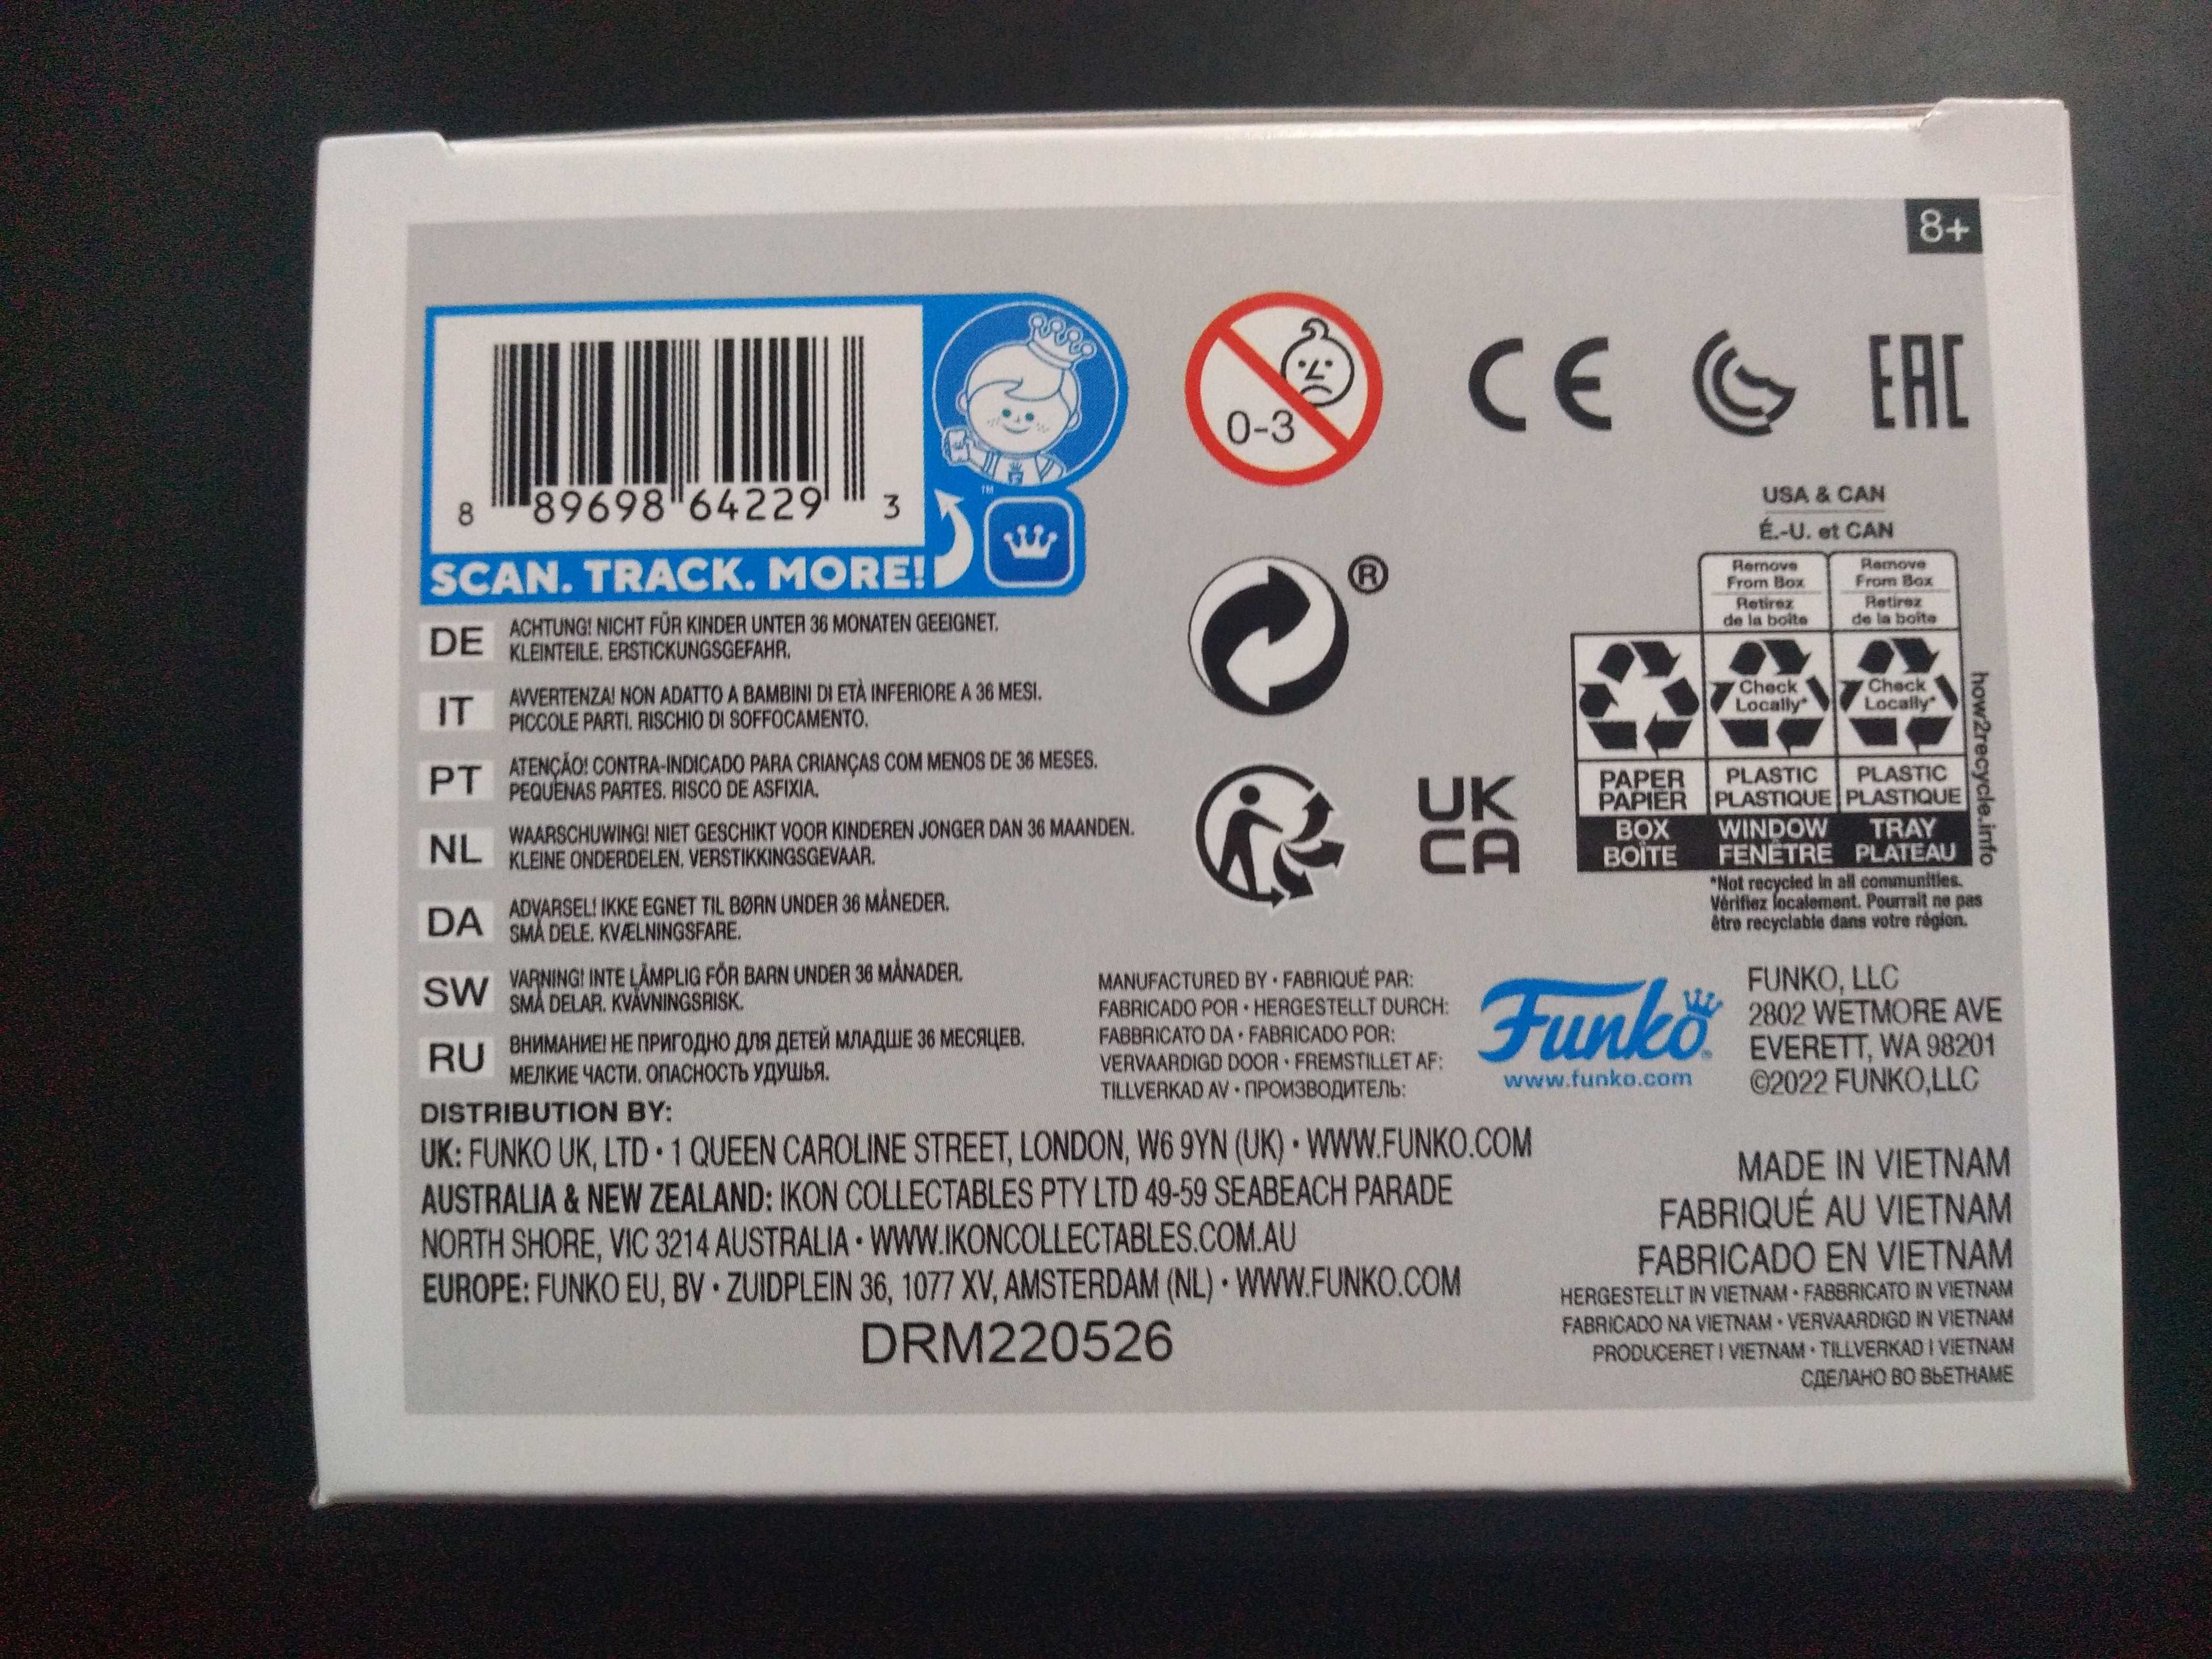 8+
8 89698 64229 3
™
SCAN. TRACK. MORE!
0-3
CE
EAC
USA & CAN
É.-U. et CAN
Remove
From Box
Retirez
de la boîte
Remove
From Box
Retirez
de la boîte
Check
Locally*
Check
Locally*
PAPER
PAPIER
PLASTIC
PLASTIQUE
PLASTIC
PLASTIQUE
BOX
BOÎTE
WINDOW
FENÊTRE
TRAY
PLATEAU
how2recycle.info
*Not recycled in all communities.
Vérifiez localement. Pourrait ne pas
être recyclable dans votre région.
®
UK
CA
DE ACHTUNG! NICHT FÜR KINDER UNTER 36 MONATEN GEEIGNET.
KLEINTEILE. ERSTICKUNGSGEFAHR.
IT AVVERTENZA! NON ADATTO A BAMBINI DI ETÀ INFERIORE A 36 MESI.
PICCOLE PARTI. RISCHIO DI SOFFOCAMENTO.
PT ATENÇÃO! CONTRA-INDICADO PARA CRIANÇAS COM MENOS DE 36 MESES.
PEQUENAS PARTES. RISCO DE ASFIXIA.
NL WAARSCHUWING! NIET GESCHIKT VOOR KINDEREN JONGER DAN 36 MAANDEN.
KLEINE ONDERDELEN. VERSTIKKINGSGEVAAR.
DA ADVARSEL! IKKE EGNET TIL BØRN UNDER 36 MÅNEDER.
SMÅ DELE. KVÆLNINGSFARE.
SW VARNING! INTE LÄMPLIG FÖR BARN UNDER 36 MÅNADER.
SMÅ DELAR. KVÄVNINGSRISK.
RU ВНИМАНИЕ! НЕ ПРИГОДНО ДЛЯ ДЕТЕЙ МЛАДШЕ 36 МЕСЯЦЕВ.
МЕЛКИЕ ЧАСТИ. ОПАСНОСТЬ УДУШЬЯ.
MANUFACTURED BY • FABRIQUÉ PAR:
FABRICADO POR • HERGESTELLT DURCH:
FABBRICATO DA • FABRICADO POR:
VERVAARDIGD DOOR • FREMSTILLET AF:
TILLVERKAD AV • ПРОИЗВОДИТЕЛЬ:
Funko®
www.funko.com
FUNKO, LLC
2802 WETMORE AVE
EVERETT, WA 98201
©2022 FUNKO,LLC
DISTRIBUTION BY:
UK: FUNKO UK, LTD • 1 QUEEN CAROLINE STREET, LONDON, W6 9YN (UK) • WWW.FUNKO.COM
AUSTRALIA & NEW ZEALAND: IKON COLLECTABLES PTY LTD 49-59 SEABEACH PARADE
NORTH SHORE, VIC 3214 AUSTRALIA • WWW.IKONCOLLECTABLES.COM.AU
EUROPE: FUNKO EU, BV • ZUIDPLEIN 36, 1077 XV, AMSTERDAM (NL) • WWW.FUNKO.COM
DRM220526
MADE IN VIETNAM
FABRIQUÉ AU VIETNAM
FABRICADO EN VIETNAM
HERGESTELLT IN VIETNAM • FABBRICATO IN VIETNAM
FABRICADO NA VIETNAM • VERVAARDIGD IN VIETNAM
PRODUCERET I VIETNAM • TILLVERKAD I VIETNAM
СДЕЛАНО ВО ВЬЕТНАМЕ